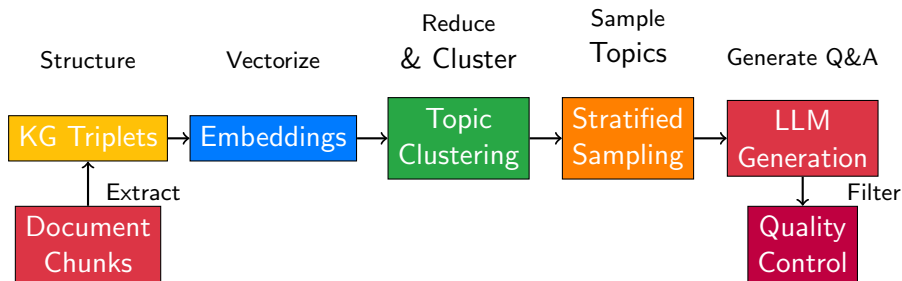 Structure
Vectorize
Reduce
& Cluster
Sample
Topics
Generate Q&A
KG Triplets
Embeddings
Topic
Clustering
Stratified
Sampling
LLM
Generation
Extract
Filter
Document
Chunks
Quality
Control